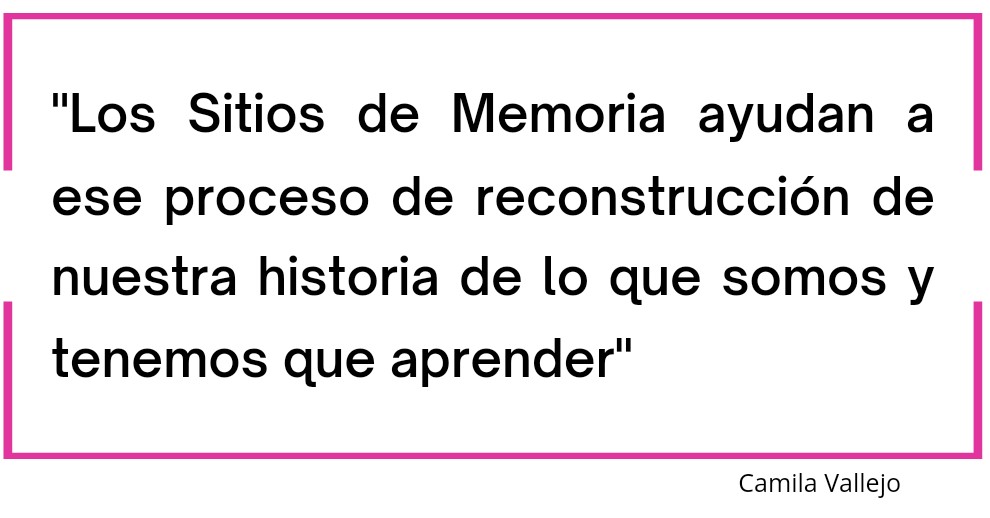 "Los Sitios de Memoria ayudan a
ese proceso de reconstrucción de
nuestra historia de lo que somos y
tenemos que aprender"
Camila Vallejo